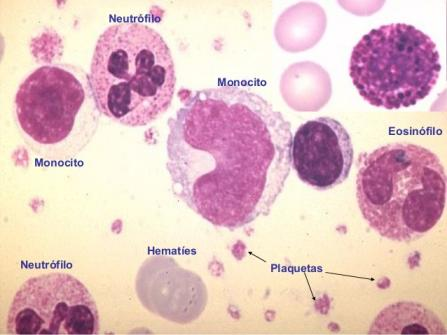 Neutrófilo
Monocito
Eosinófilo
Monocito
Hematíes
Plaquetas
Neutrófilo